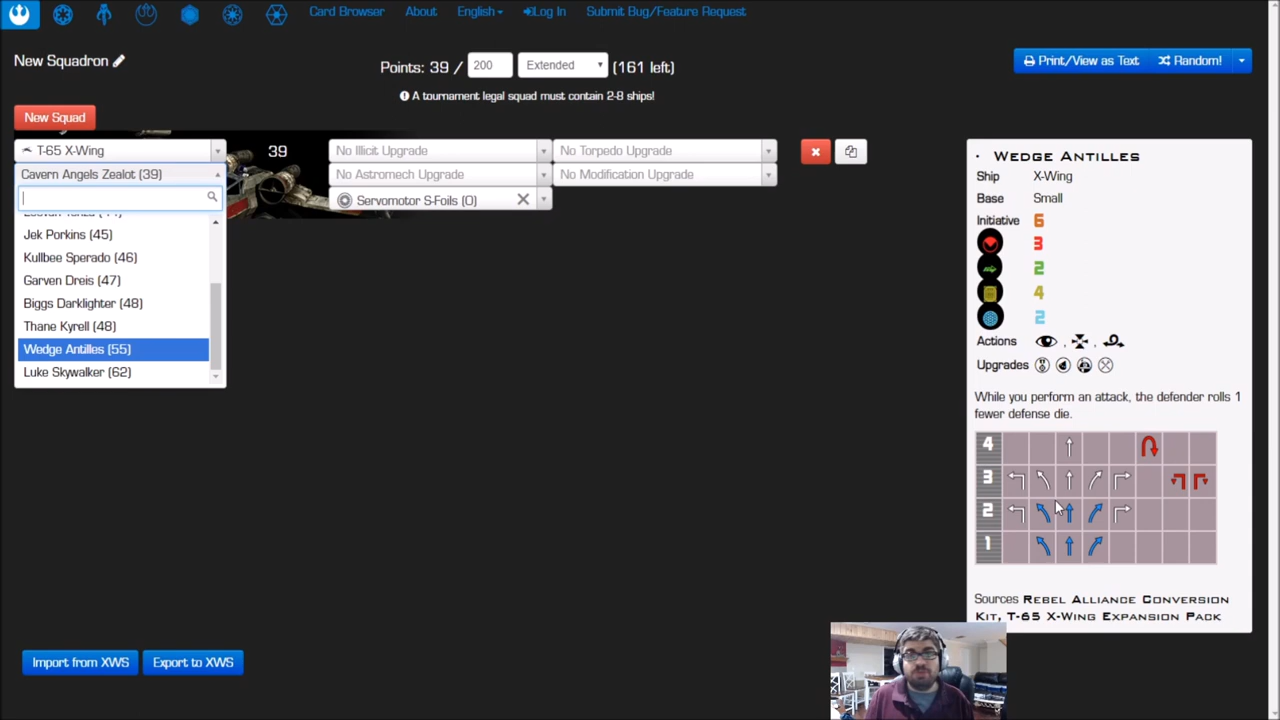 Card Browser About English Log In Submit Bug/Feature Request
New Squadron
Points: 39 / 200 Extended (161 left)
Print/View as Text Random!
A tournament legal squad must contain 2-8 ships!
New Squad
T-65 X-Wing 39 No Illicit Upgrade No Torpedo Upgrade
Cavern Angels Zealot (39) No Astromech Upgrade No Modification Upgrade
Servomotor S-Foils (0)
Jek Porkins (45)
Kullbee Sperado (46)
Garven Dreis (47)
Biggs Darklighter (48)
Thane Kyrell (48)
Wedge Antilles (55)
Luke Skywalker (62)
· Wedge Antilles
Ship X-Wing
Base Small
Initiative 6
3
2
4
2
Actions , ,
Upgrades
While you perform an attack, the defender rolls 1
fewer defense die.
4
3
2
1
Sources Rebel Alliance Conversion
Kit, T-65 X-Wing Expansion Pack
Import from XWS Export to XWS